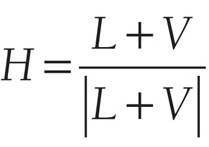 H = (L + V) / |L + V|